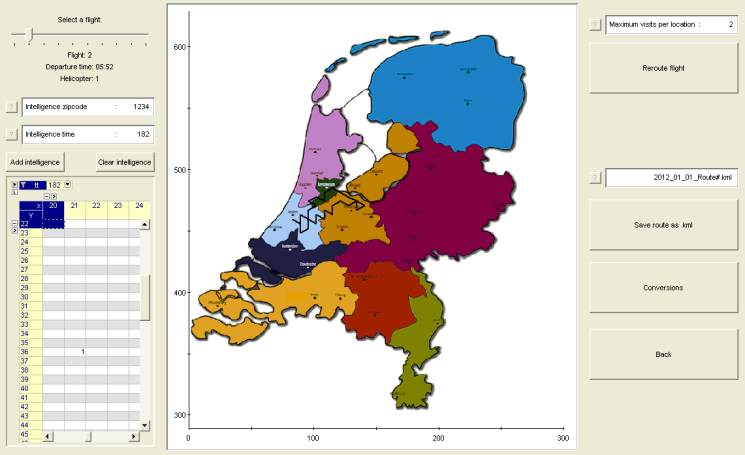 Select a flight:
Flight: 2
Departure time: 05:52
Helicopter: 1
? Intelligence zipcode : 1234
? Intelligence time : 182
Add intelligence Clear intelligence
tt 182
x 20 21 22 23 24
y
22
23
24
25
26
27
28
29
30
31
32
33
34
35
36 1
37
38
39
40
41
42
43
44
45
600
500
400
300
0 100 200 300
Amsterdam
Rotterdam
Dordrecht
? Maximum visits per location : 2
Reroute flight
? 2012_01_01_Route#.kml
Save route as .kml
Conversions
Back